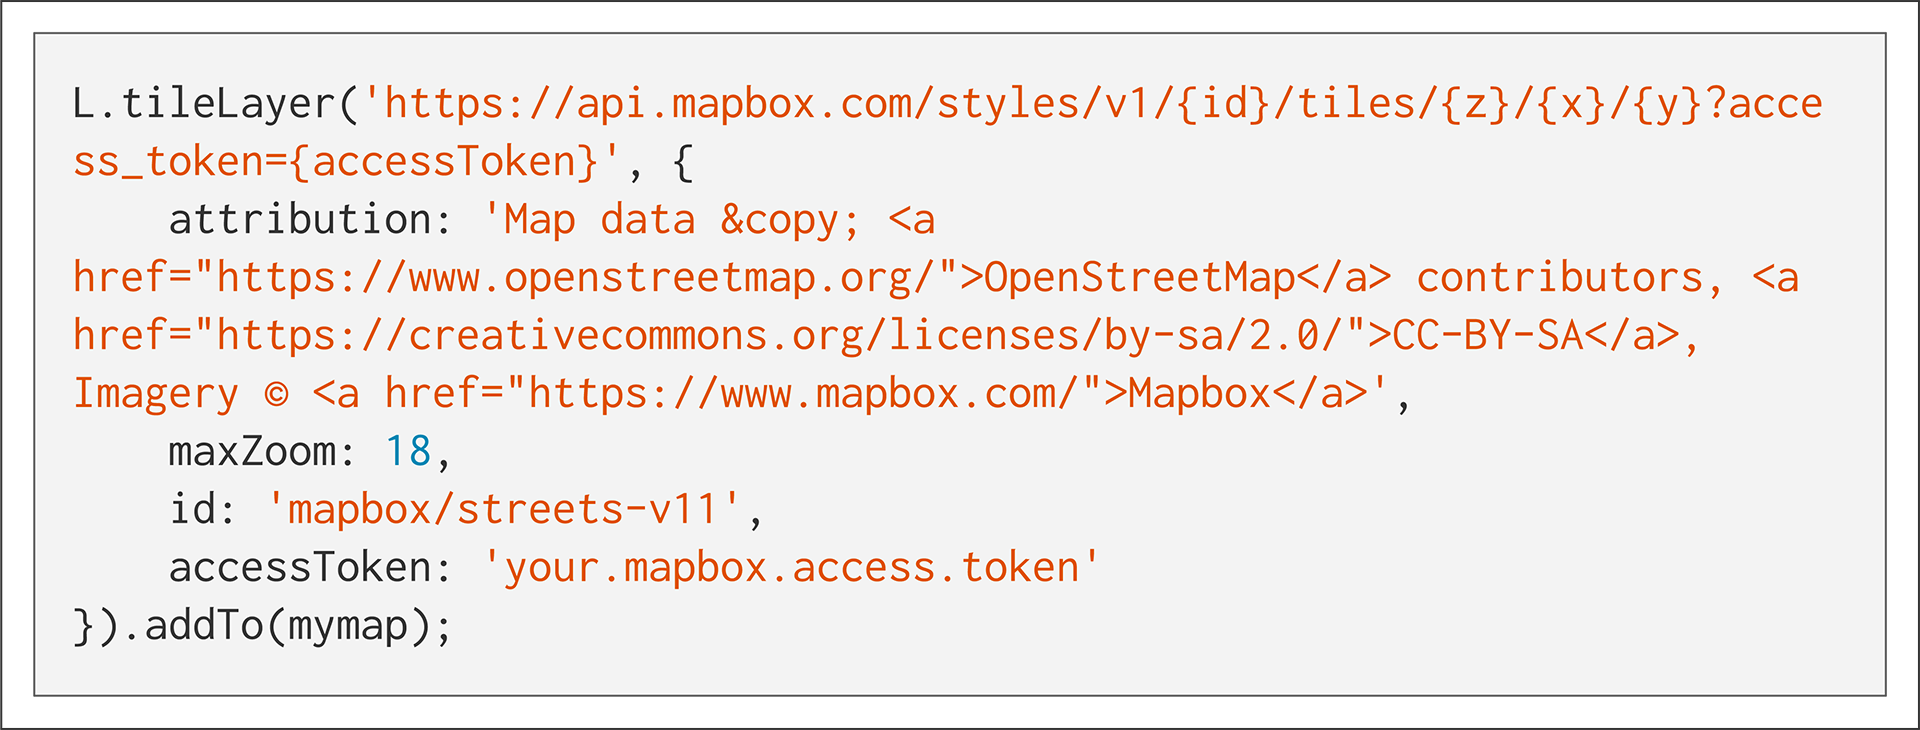 L.tileLayer('https://api.mapbox.com/styles/v1/{id}/tiles/{z}/{x}/{y}?acce
ss_token={accessToken}', {
    attribution: 'Map data &copy; <a
href="https://www.openstreetmap.org/">OpenStreetMap</a> contributors, <a
href="https://creativecommons.org/licenses/by-sa/2.0/">CC-BY-SA</a>,
Imagery © <a href="https://www.mapbox.com/">Mapbox</a>',
    maxZoom: 18,
    id: 'mapbox/streets-v11',
    accessToken: 'your.mapbox.access.token'
}).addTo(mymap);